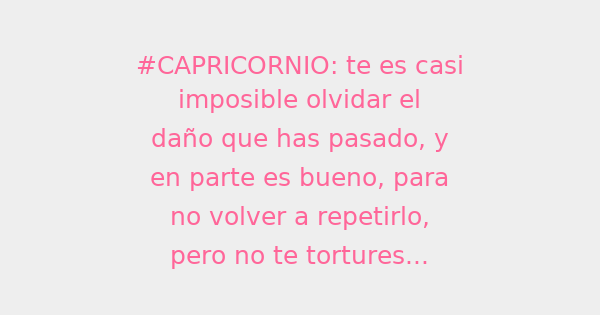 #CAPRICORNIO: te es casi
imposible olvidar el
daño que has pasado, y
en parte es bueno, para
no volver a repetirlo,
pero no te tortures...